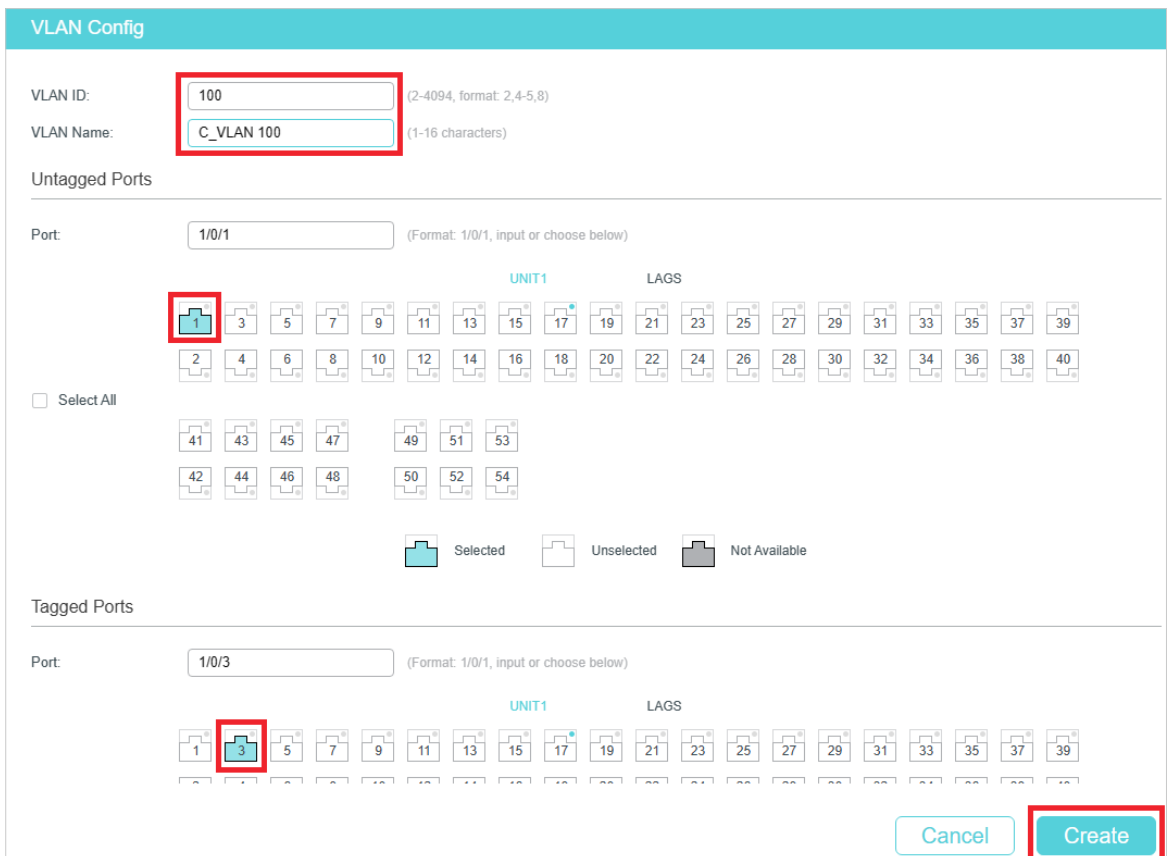 VLAN Config
VLAN ID: 100 (2-4094, format: 2,4-5,8)
VLAN Name: C_VLAN 100 (1-16 characters)
Untagged Ports
Port: 1/0/1 (Format: 1/0/1, input or choose below)
UNIT1 LAGS
1 3 5 7 9 11 13 15 17 19 21 23 25 27 29 31 33 35 37 39
2 4 6 8 10 12 14 16 18 20 22 24 26 28 30 32 34 36 38 40
Select All
41 43 45 47 49 51 53
42 44 46 48 50 52 54
Selected Unselected Not Available
Tagged Ports
Port: 1/0/3 (Format: 1/0/1, input or choose below)
UNIT1 LAGS
1 3 5 7 9 11 13 15 17 19 21 23 25 27 29 31 33 35 37 39
Cancel Create